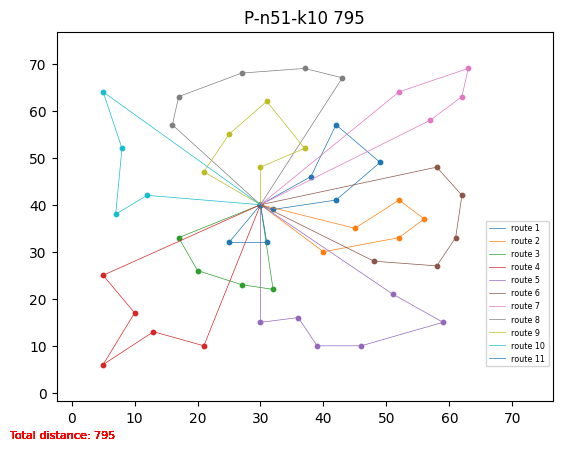 P-n51-k10 795
70
60
50
40
30
20
10
0
0 10 20 30 40 50 60 70
route 1
route 2
route 3
route 4
route 5
route 6
route 7
route 8
route 9
route 10
route 11
Total distance: 795